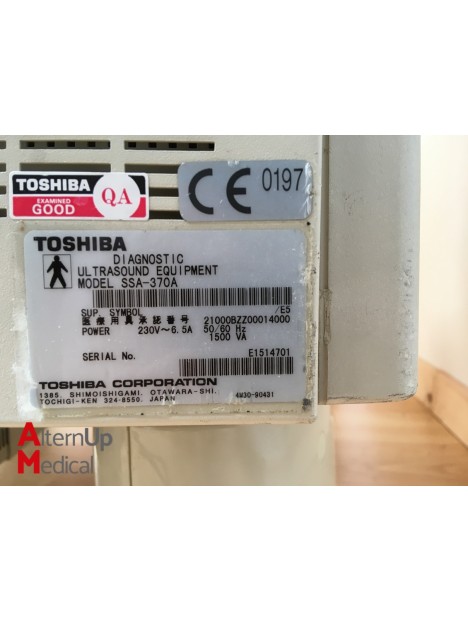 TOSHIBA
EXAMINED
GOOD
QA
CE 0197
TOSHIBA
DIAGNOSTIC
ULTRASOUND EQUIPMENT
MODEL SSA-370A
SUP. SYMBOL /E5
医療用具承認番号 21000BZZ00014000
POWER 230V～6.5A 50/60 Hz
1500 VA
SERIAL No. E1514701
TOSHIBA CORPORATION
1385, SHIMOISHIGAMI, OTAWARA-SHI, 4M30-90431
TOCHIGI-KEN 324-8550, JAPAN
AlternUp
Medical